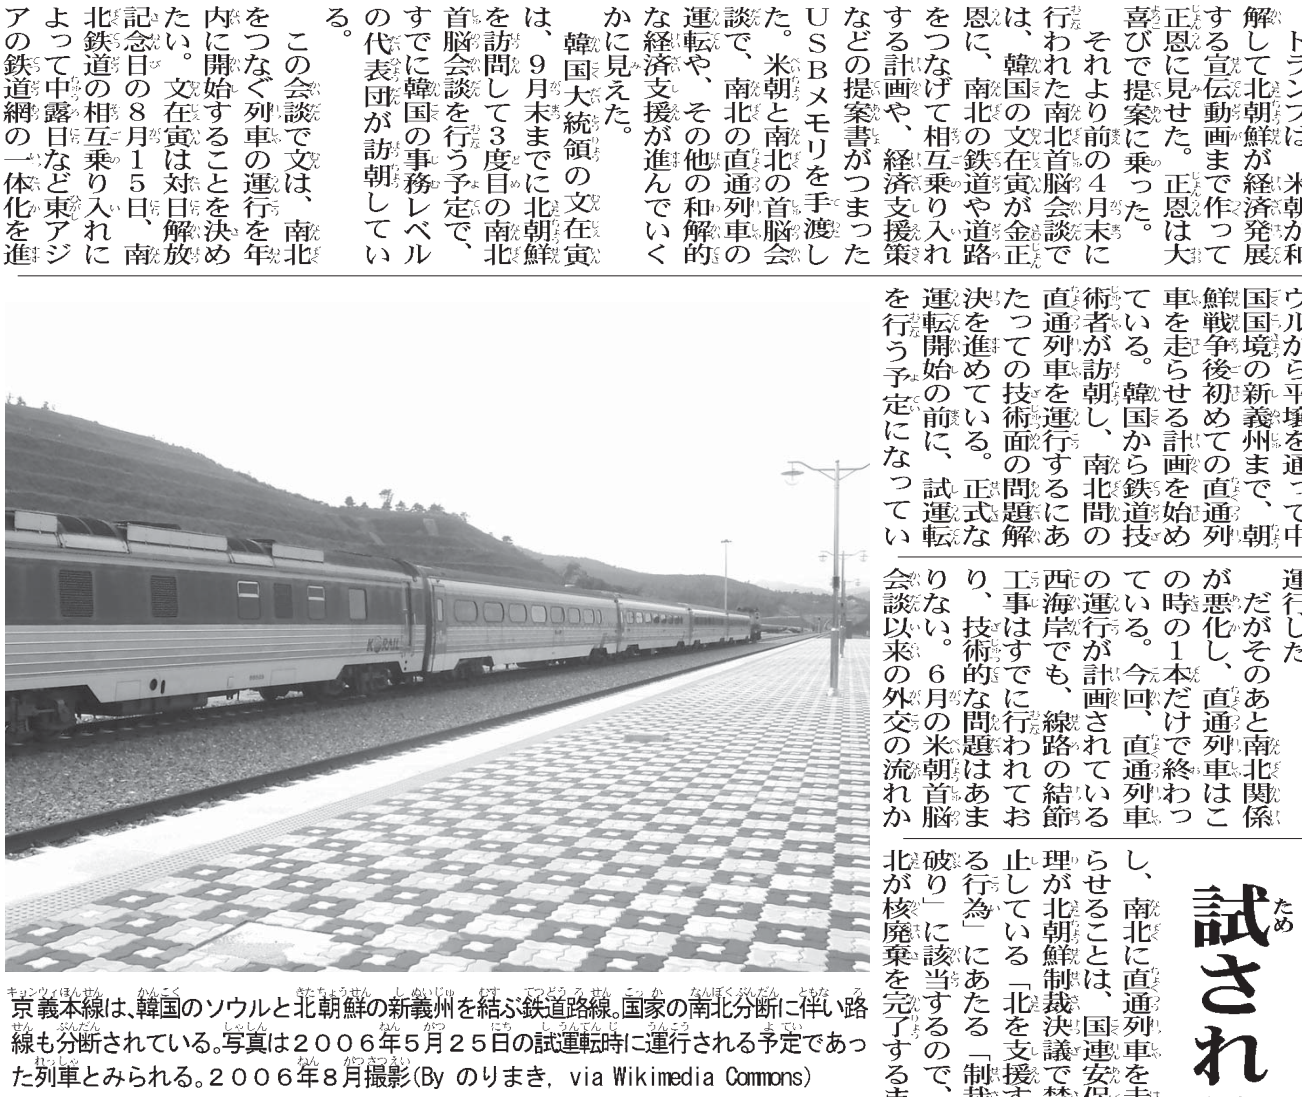 トランプは、米朝が和
解して北朝鮮が経済発展
する宣伝動画まで作って
正恩に見せた。正恩は大
喜びで提案に乗った。
それより前の4月末に
行われた南北首脳会談で
は、韓国の文在寅が金正
恩に、南北の鉄道や道路
をつなげて相互乗り入れ
する計画や、経済支援策
などの提案書がつまった
USBメモリを手渡し
た。米朝と南北の首脳会
談で、南北の直通列車の
運転や、その他の和解的
な経済支援が進んでいく
かに見えた。
韓国大統領の文在寅
は、9月末までに北朝鮮
を訪問して3度目の南北
首脳会談を行う予定で、
すでに韓国の事務レベル
の代表団が訪朝してい
る。
この会談で文は、南北
をつなぐ列車の運行を年
内に開始することを決め
たい。文在寅は対日解放
記念日の8月15日、南
北鉄道の相互乗り入れに
よって中露日など東アジ
アの鉄道網の一体化を進
ウルから平壌を通って中
国国境の新義州まで、朝
鮮戦争後初めての直通列
車を走らせる計画を始め
ている。韓国から鉄道技
術者が訪朝し、南北間の
直通列車を運行するにあ
たっての技術面の問題解
決を進めている。正式な
運転開始の前に、試運転
を行う予定になってい
運行した
だがそのあと南北関係
が悪化し、直通列車はこ
の時の1本だけで終わっ
ている。今回、直通列車
の運行が計画されている
西海岸でも、線路の結節
工事はすでに行われてお
り、技術的な問題はあま
りない。6月の米朝首脳
会談以来の外交の流れか
試され
し、南北に直通列車を走
らせることは、国連安保
理が北朝鮮制裁決議で禁
止している「北を支援す
る行為」にあたる「制裁
破り」に該当するので、
北が核廃棄を完了するま
KORAIL
京義本線は、韓国のソウルと北朝鮮の新義州を結ぶ鉄道路線。国家の南北分断に伴い路
線も分断されている。写真は2006年5月25日の試運転時に運行される予定であっ
た列車とみられる。2006年8月撮影(By のりまき, via Wikimedia Commons)